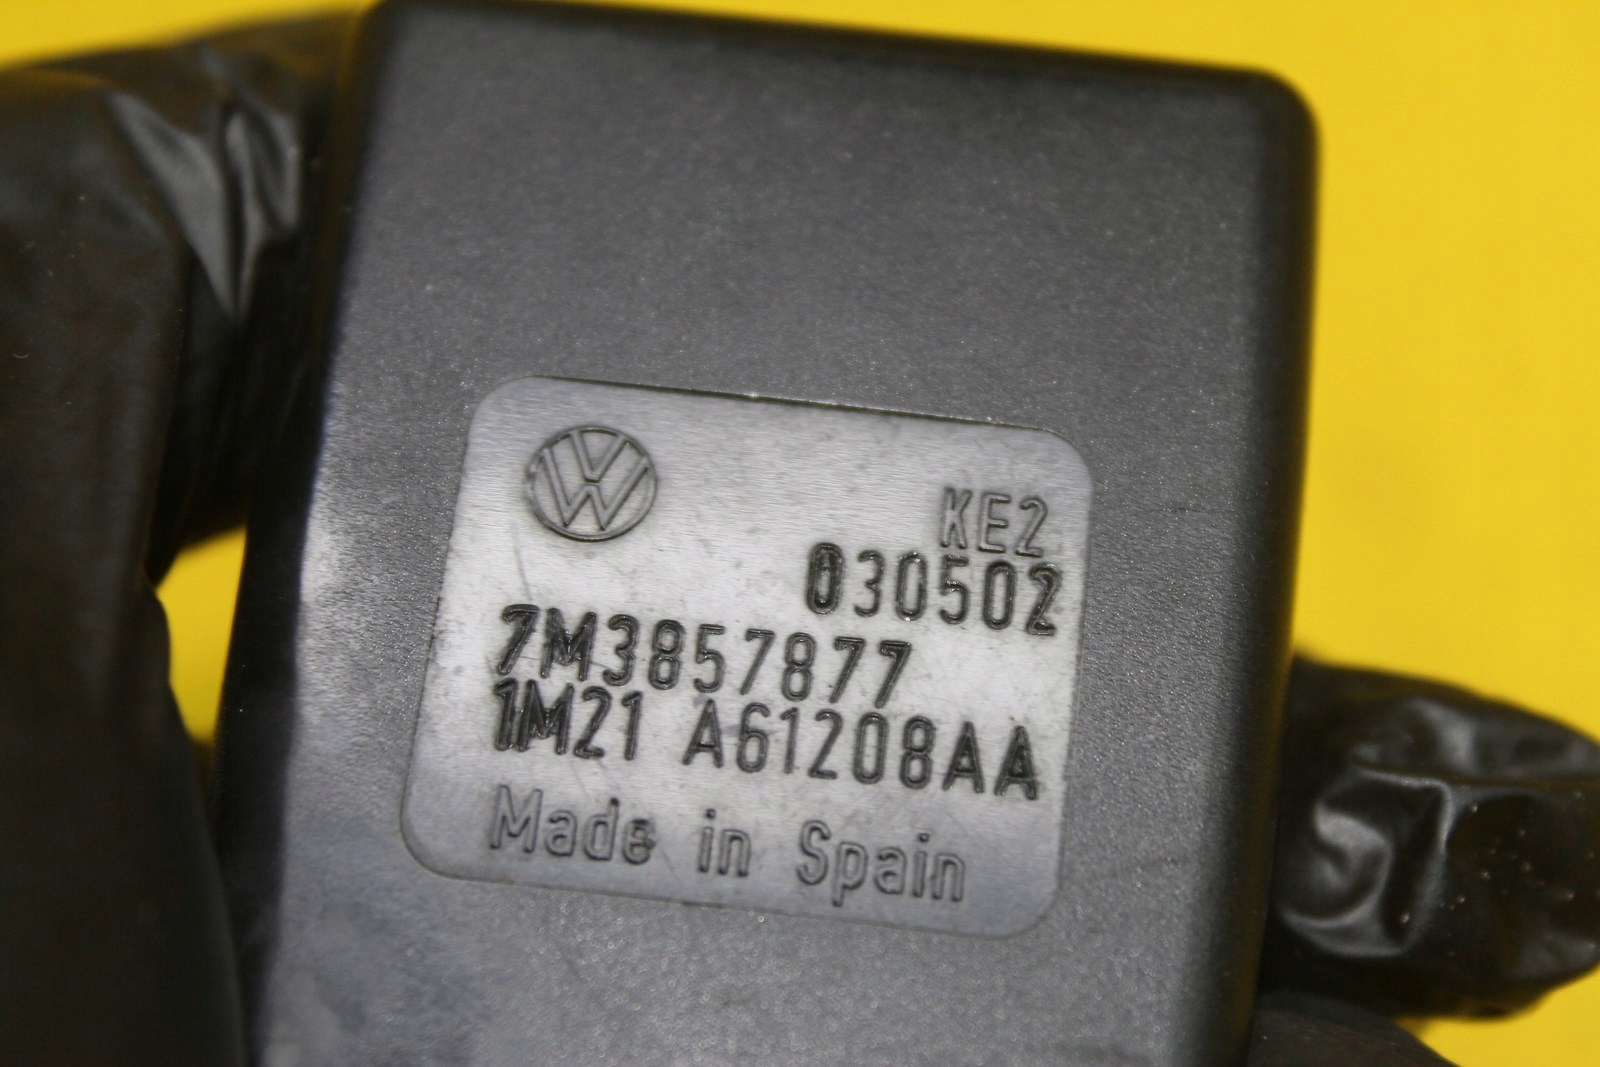 KE2
030502
7M3857877
1M21 A61208AA
Made in Spain